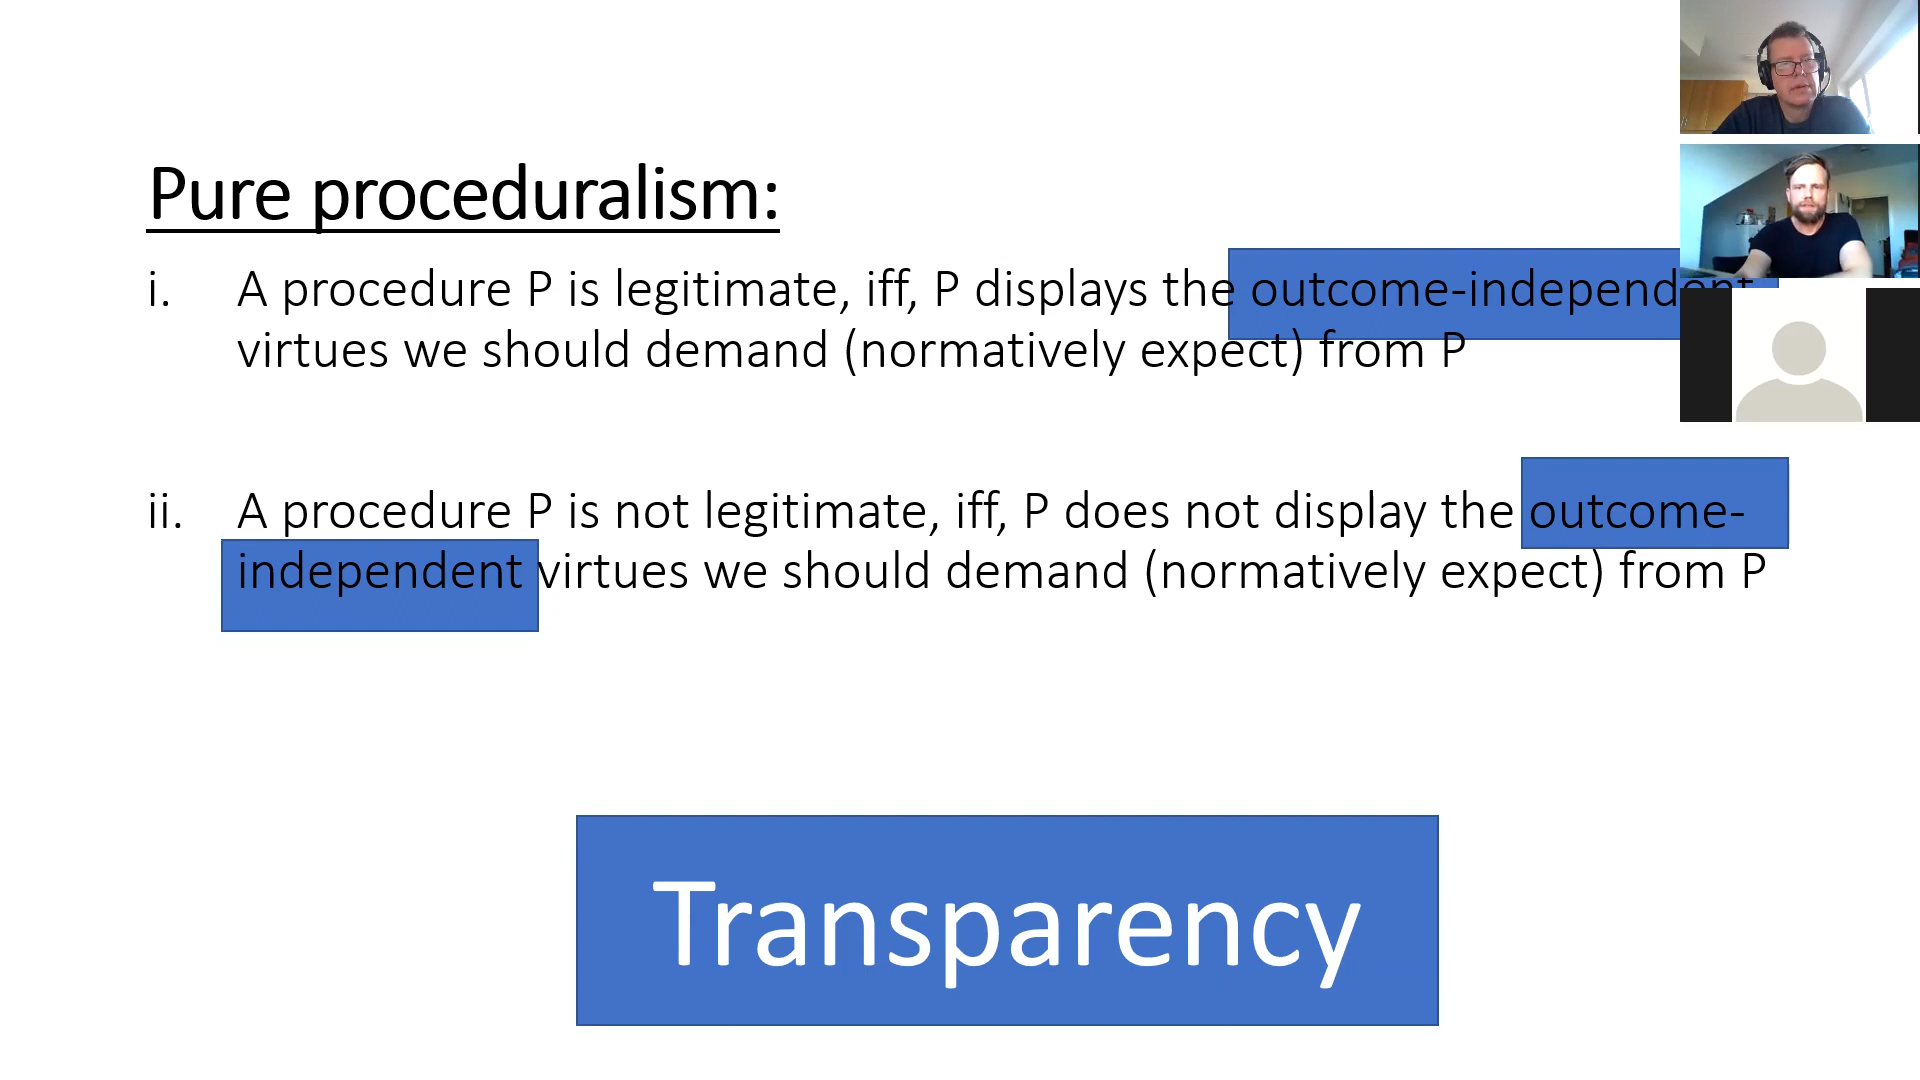 Pure proceduralism:
i. A procedure P is legitimate, iff, P displays the outcome-independent
virtues we should demand (normatively expect) from P
ii. A procedure P is not legitimate, iff, P does not display the outcome-
independent virtues we should demand (normatively expect) from P
Transparency